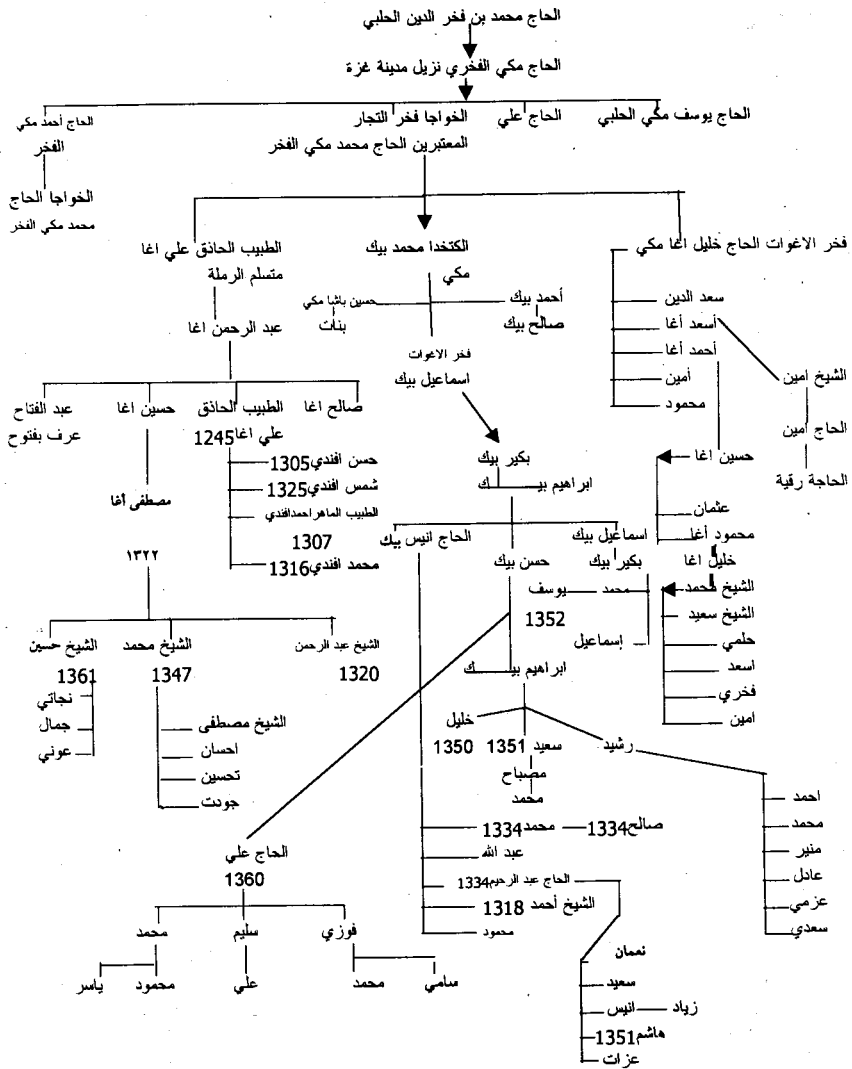 الحاج محمد بن فخر الدين الحلبي
الحاج مكي الفخري نزيل مدينة غزة
الحاج يوسف مكي الحلبي
الحاج علي
الخواجا فخر التجار
المعتبرين الحاج محمد مكي الفخر
الحاج أحمد مكي
الفخر
الخواجا الحاج
محمد مكي الفخر
فخر الاغوات الحاج خليل اغا مكي
الكتخدا محمد بيك
مكي
الطبيب الحاذق علي اغا
متسلم الرملة
سعد الدين
أسعد أغا
أحمد أغا
أمين
محمود
الشيخ امين
الحاج امين
الحاجة رقية
أحمد بيك
صالح بيك
حسين باشا مكي
بنات
عبد الرحمن اغا
فخر الاغوات
اسماعيل بيك
صالح اغا
الطبيب الحاذق
علي اغا 1245
حسين اغا
عبد الفتاح
عرف بفتوح
حسن افندي 1305
شمس افندي 1325
الطبيب الماهر احمد افندي
1307
محمد افندي 1316
مصطفى أغا
١٣٢٢
بكير بيك
ابراهيم بيك
حسين اغا
عثمان
محمود أغا
خليل اغا
الشيخ محمد
الشيخ سعيد
حلمي
اسعد
فخري
امين
اسماعيل بيك
بكير بيك
حسن بيك
الحاج انيس بيك
محمد
يوسف
1352
إسماعيل
ابراهيم بيك
الشيخ عبد الرحمن
1320
الشيخ محمد
1347
الشيخ حسين
1361
نجاتي
جمال
عوني
الشيخ مصطفى
احسان
تحسين
جودت
رشيد
سعيد 1351
خليل
1350
مصباح
محمد
احمد
محمد
منير
عادل
عزمي
سعدي
صالح 1334
محمد 1334
عبد الله
الحاج عبد الرحيم 1334
الشيخ أحمد 1318
محمود
الحاج علي
1360
فوزي
سليم
محمد
سامي
محمد
علي
محمود
ياسر
نعمان
سعيد
زياد
انيس
هاشم 1351
عزات